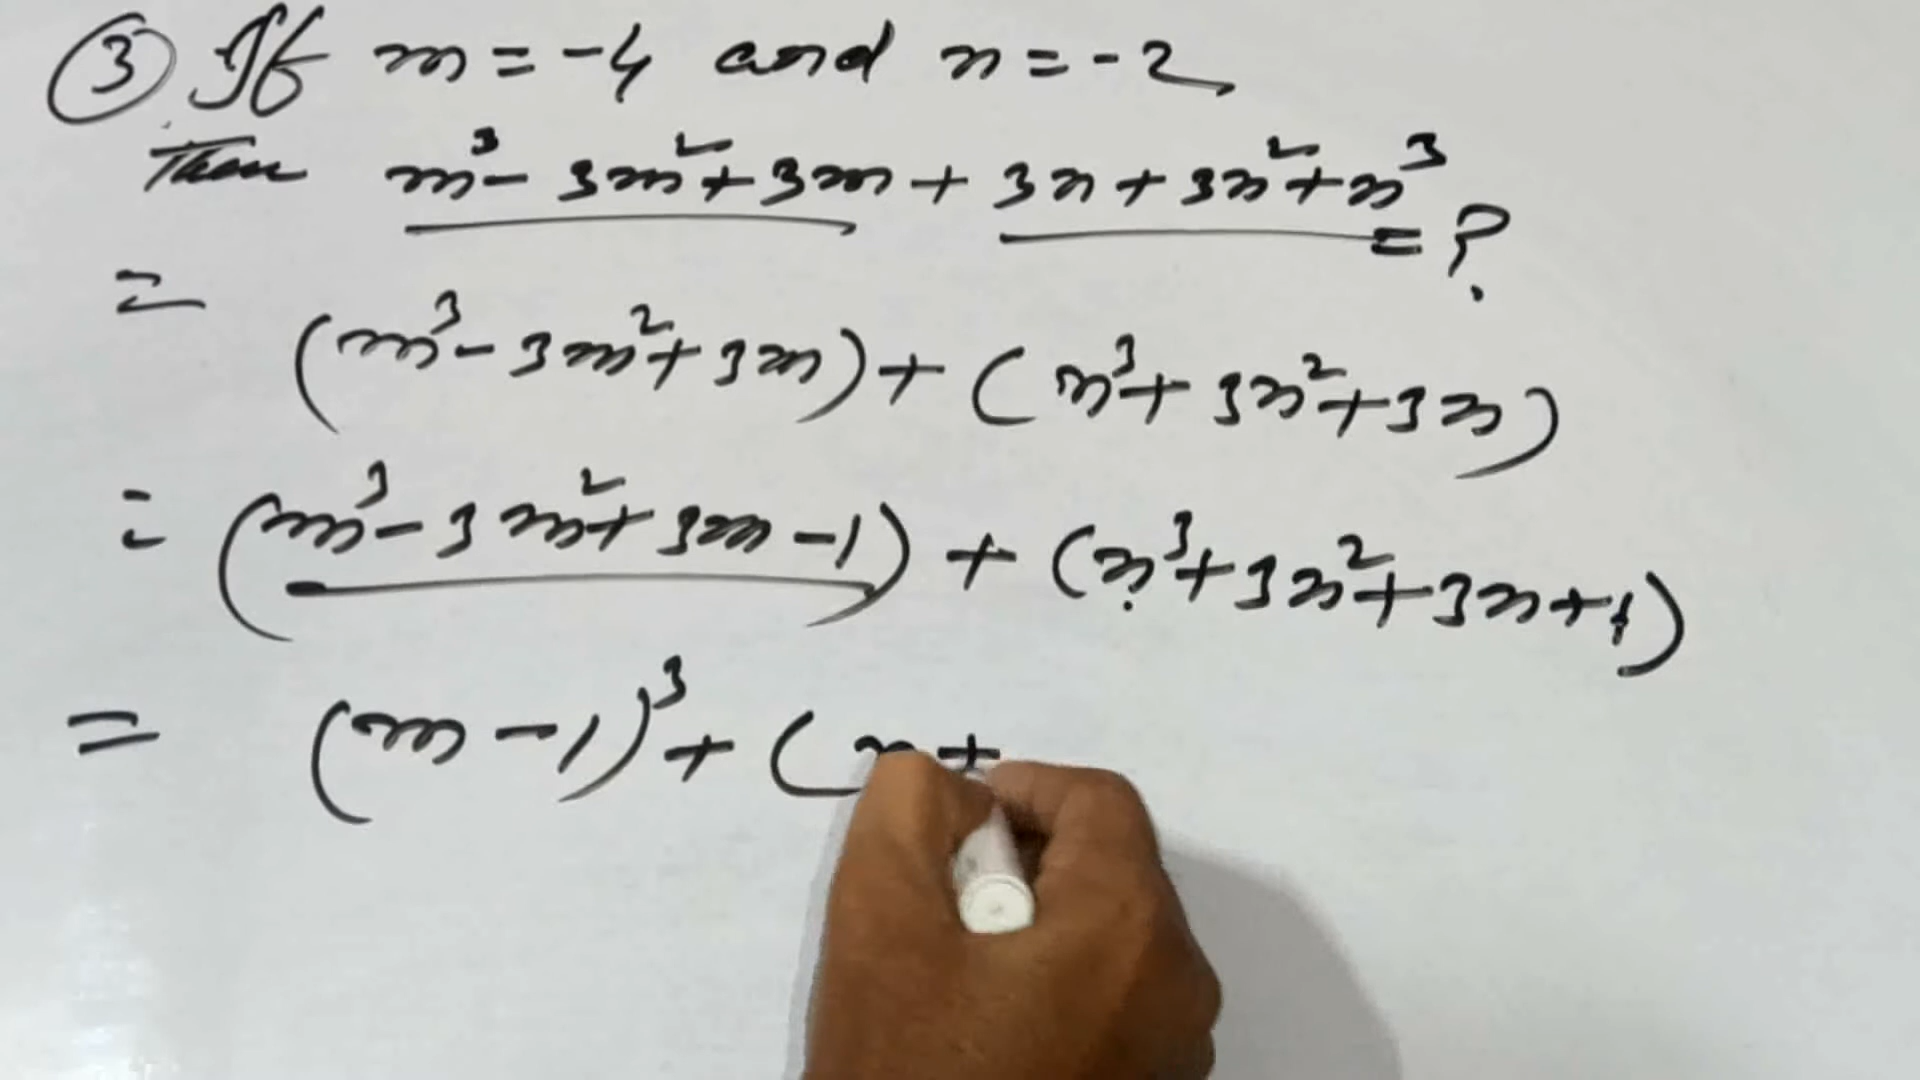 ③ If m = -4 and n = -2
Then m³ - 3m² + 3m + 3n + 3n² + n³ = ?
= (m³ - 3m² + 3m) + (n³ + 3n² + 3n)
= (m³ - 3m² + 3m - 1) + (n³ + 3n² + 3n + 1)
= (m - 1)³ + (n +